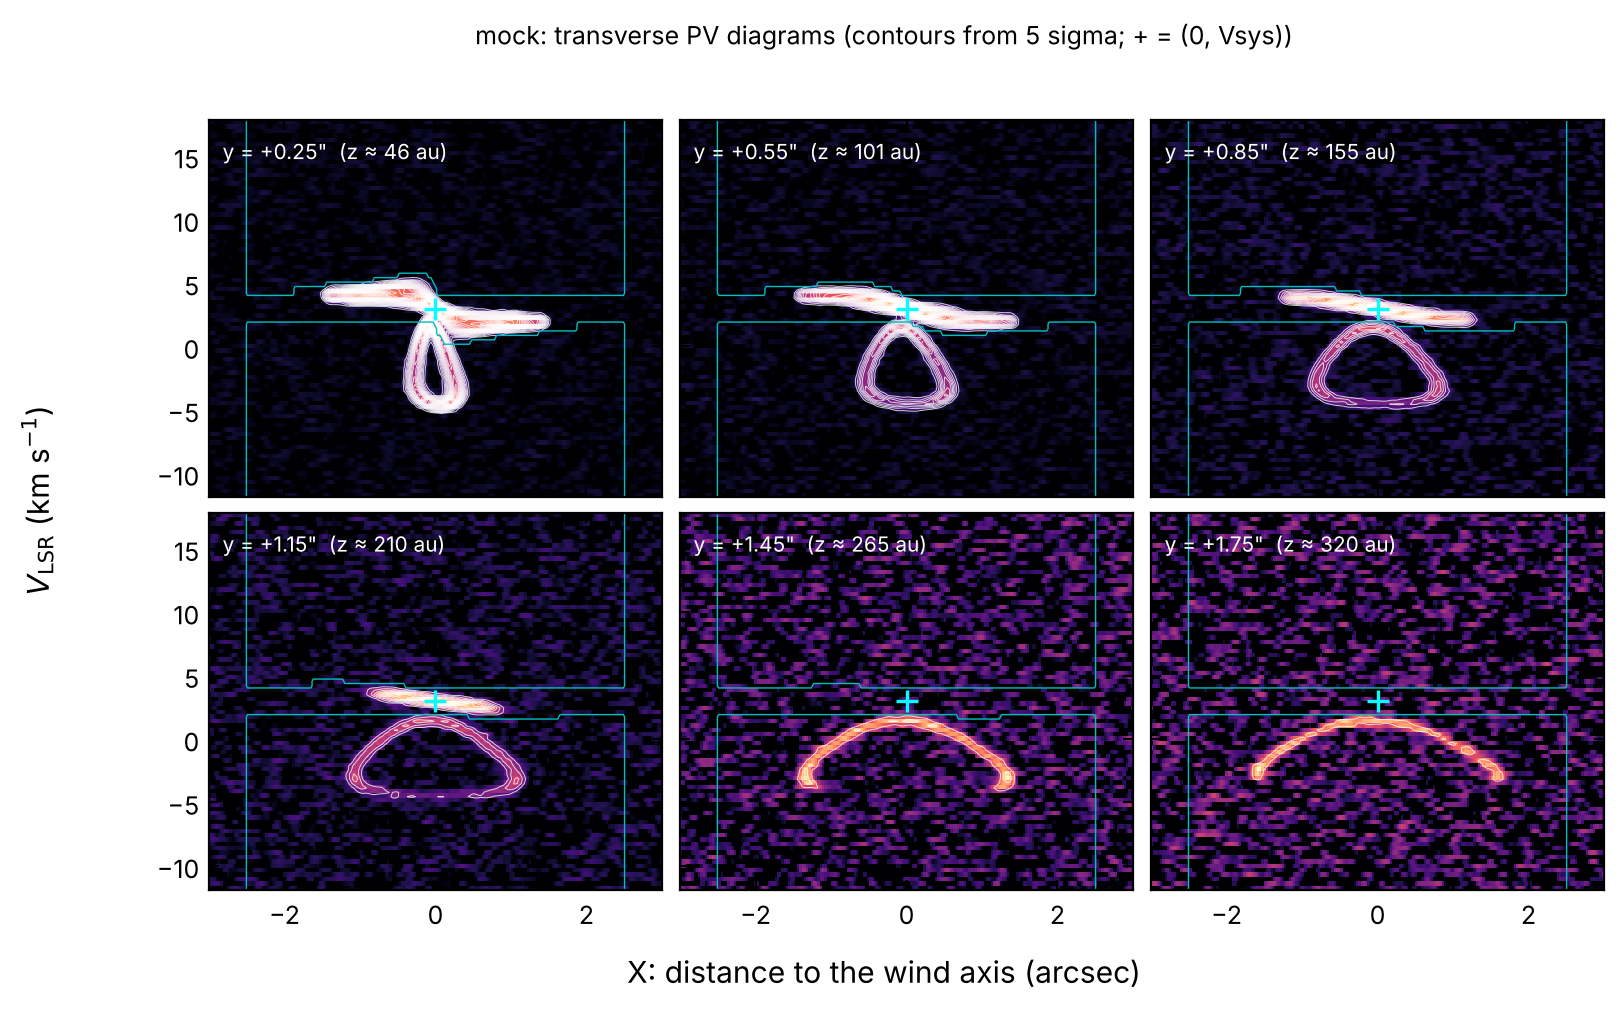 mock: transverse PV diagrams (contours from 5 sigma; + = (0, Vsys))
y = +0.25" (z ≈ 46 au)
y = +0.55" (z ≈ 101 au)
y = +0.85" (z ≈ 155 au)
15
10
5
0
−5
−10
y = +1.15" (z ≈ 210 au)
y = +1.45" (z ≈ 265 au)
y = +1.75" (z ≈ 320 au)
15
10
5
0
−5
−10
−2 0 2
−2 0 2
−2 0 2
V_LSR (km s⁻¹)
X: distance to the wind axis (arcsec)